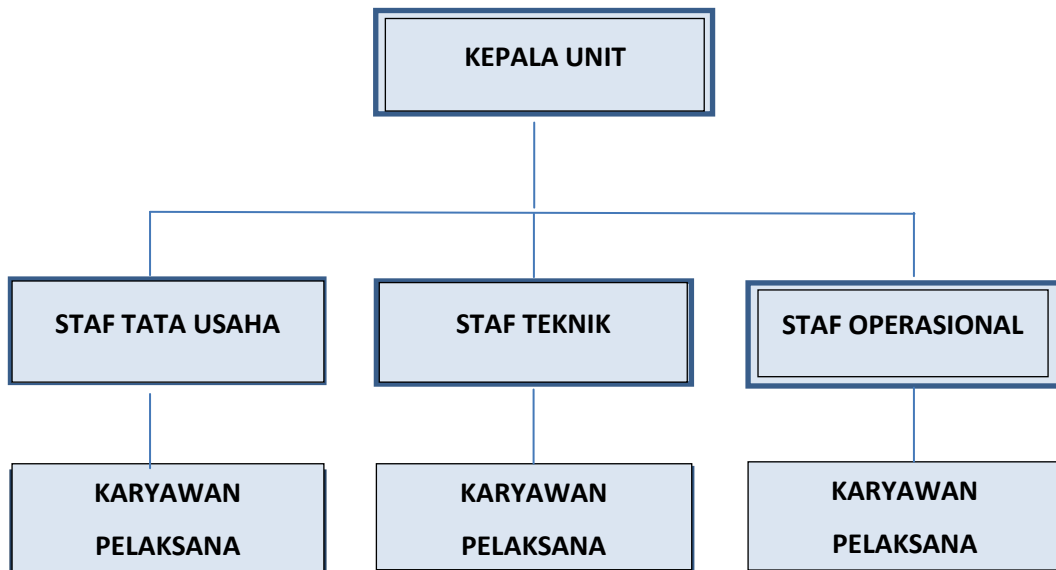 KEPALA UNIT
STAF TATA USAHA
STAF TEKNIK
STAF OPERASIONAL
KARYAWAN
PELAKSANA
KARYAWAN
PELAKSANA
KARYAWAN
PELAKSANA